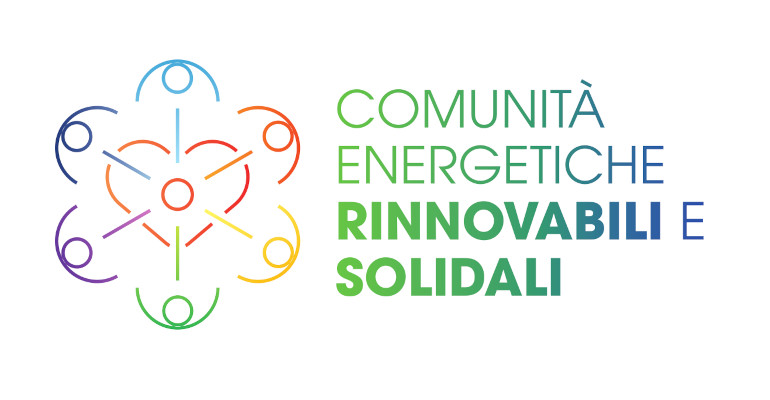 COMUNITÀ
ENERGETICHE
RINNOVABILI E
SOLIDALI